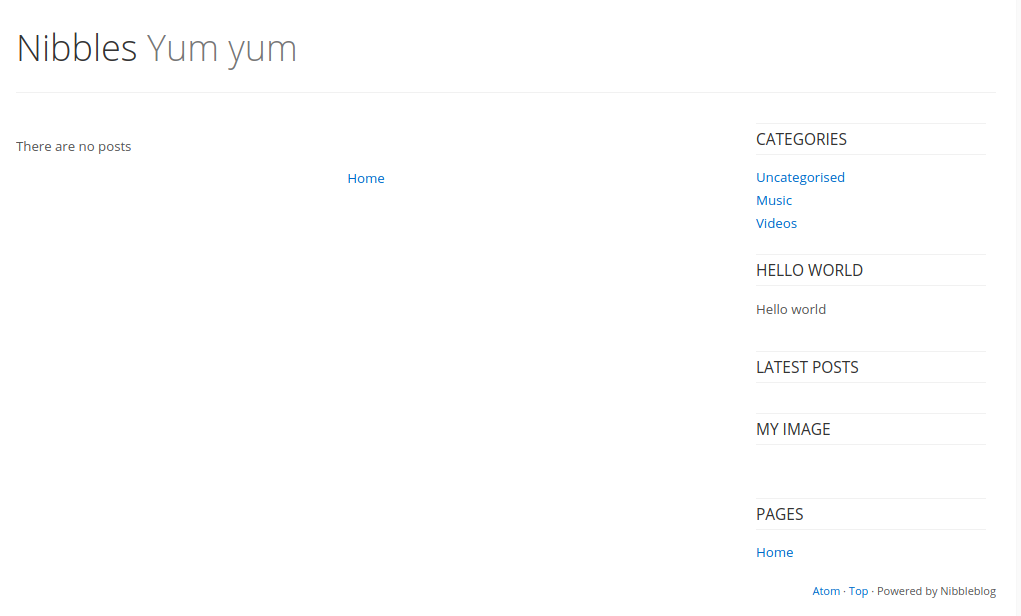 Nibbles Yum yum
There are no posts
Home
CATEGORIES
Uncategorised
Music
Videos
HELLO WORLD
Hello world
LATEST POSTS
MY IMAGE
PAGES
Home
Atom · Top · Powered by Nibbleblog